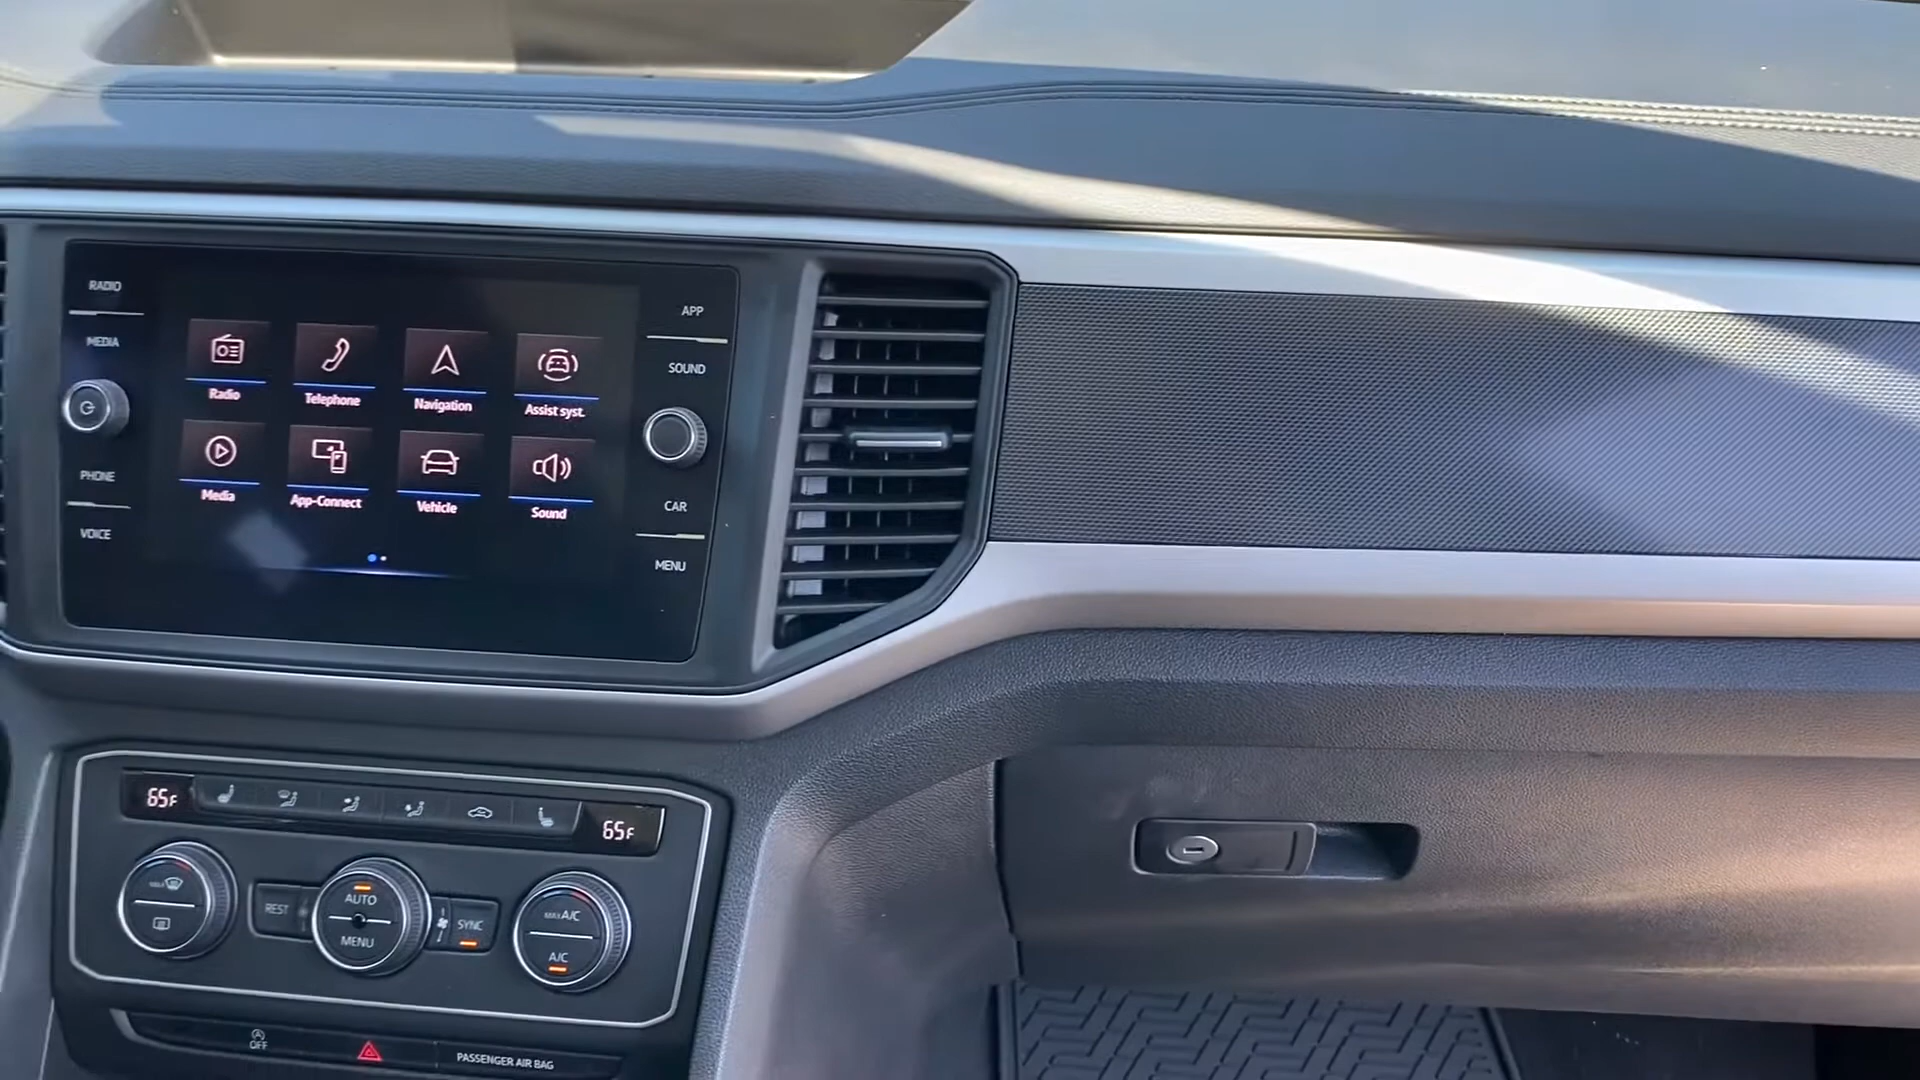 RADIO
MEDIA
PHONE
VOICE
Radio
Telephone
Navigation
Assist syst.
Media
App-Connect
Vehicle
Sound
APP
SOUND
CAR
MENU
65F
65F
MAX
REST
AUTO
MENU
SYNC
MAX A/C
A/C
OFF
PASSENGER AIR BAG